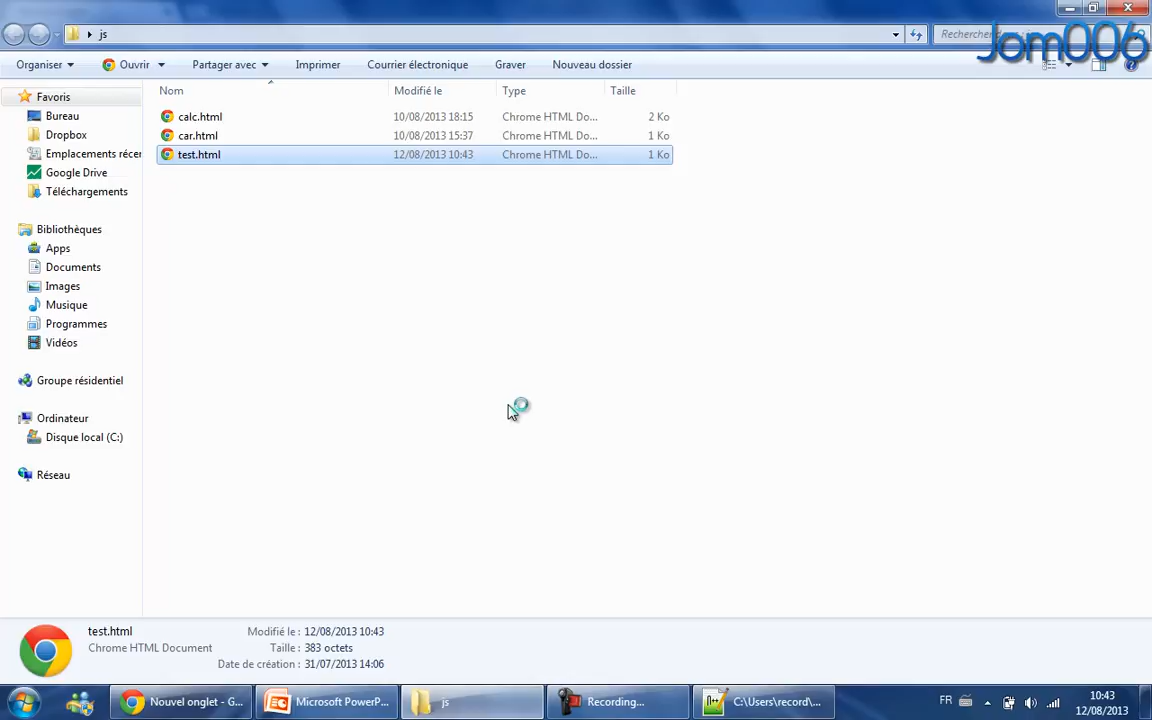 js
Jom006
Organiser
Ouvrir
Partager avec
Imprimer
Courrier électronique
Graver
Nouveau dossier
Favoris
Bureau
Dropbox
Emplacements récer
Google Drive
Téléchargements
Bibliothèques
Apps
Documents
Images
Musique
Programmes
Vidéos
Groupe résidentiel
Ordinateur
Disque local (C:)
Réseau
Nom Modifié le Type Taille
calc.html 10/08/2013 18:15 Chrome HTML Do... 2 Ko
car.html 10/08/2013 15:37 Chrome HTML Do... 1 Ko
test.html 12/08/2013 10:43 Chrome HTML Do... 1 Ko
test.html Modifié le : 12/08/2013 10:43
Chrome HTML Document Taille : 383 octets
Date de création : 31/07/2013 14:06
Nouvel onglet - G...
Microsoft PowerP...
js
Recording...
C:\Users\record\...
FR
10:43
12/08/2013